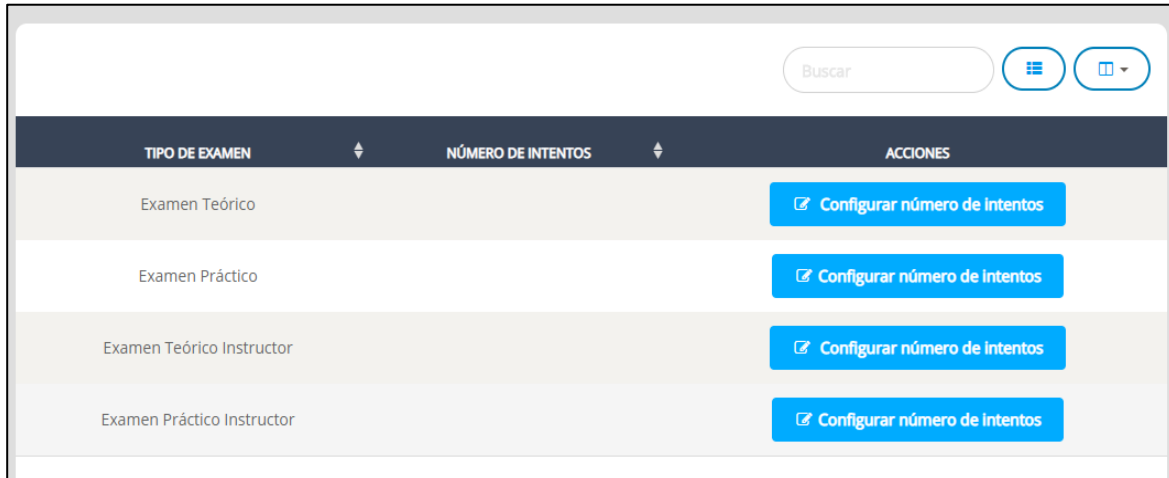 Buscar
TIPO DE EXAMEN NÚMERO DE INTENTOS ACCIONES
Examen Teórico Configurar número de intentos
Examen Práctico Configurar número de intentos
Examen Teórico Instructor Configurar número de intentos
Examen Práctico Instructor Configurar número de intentos